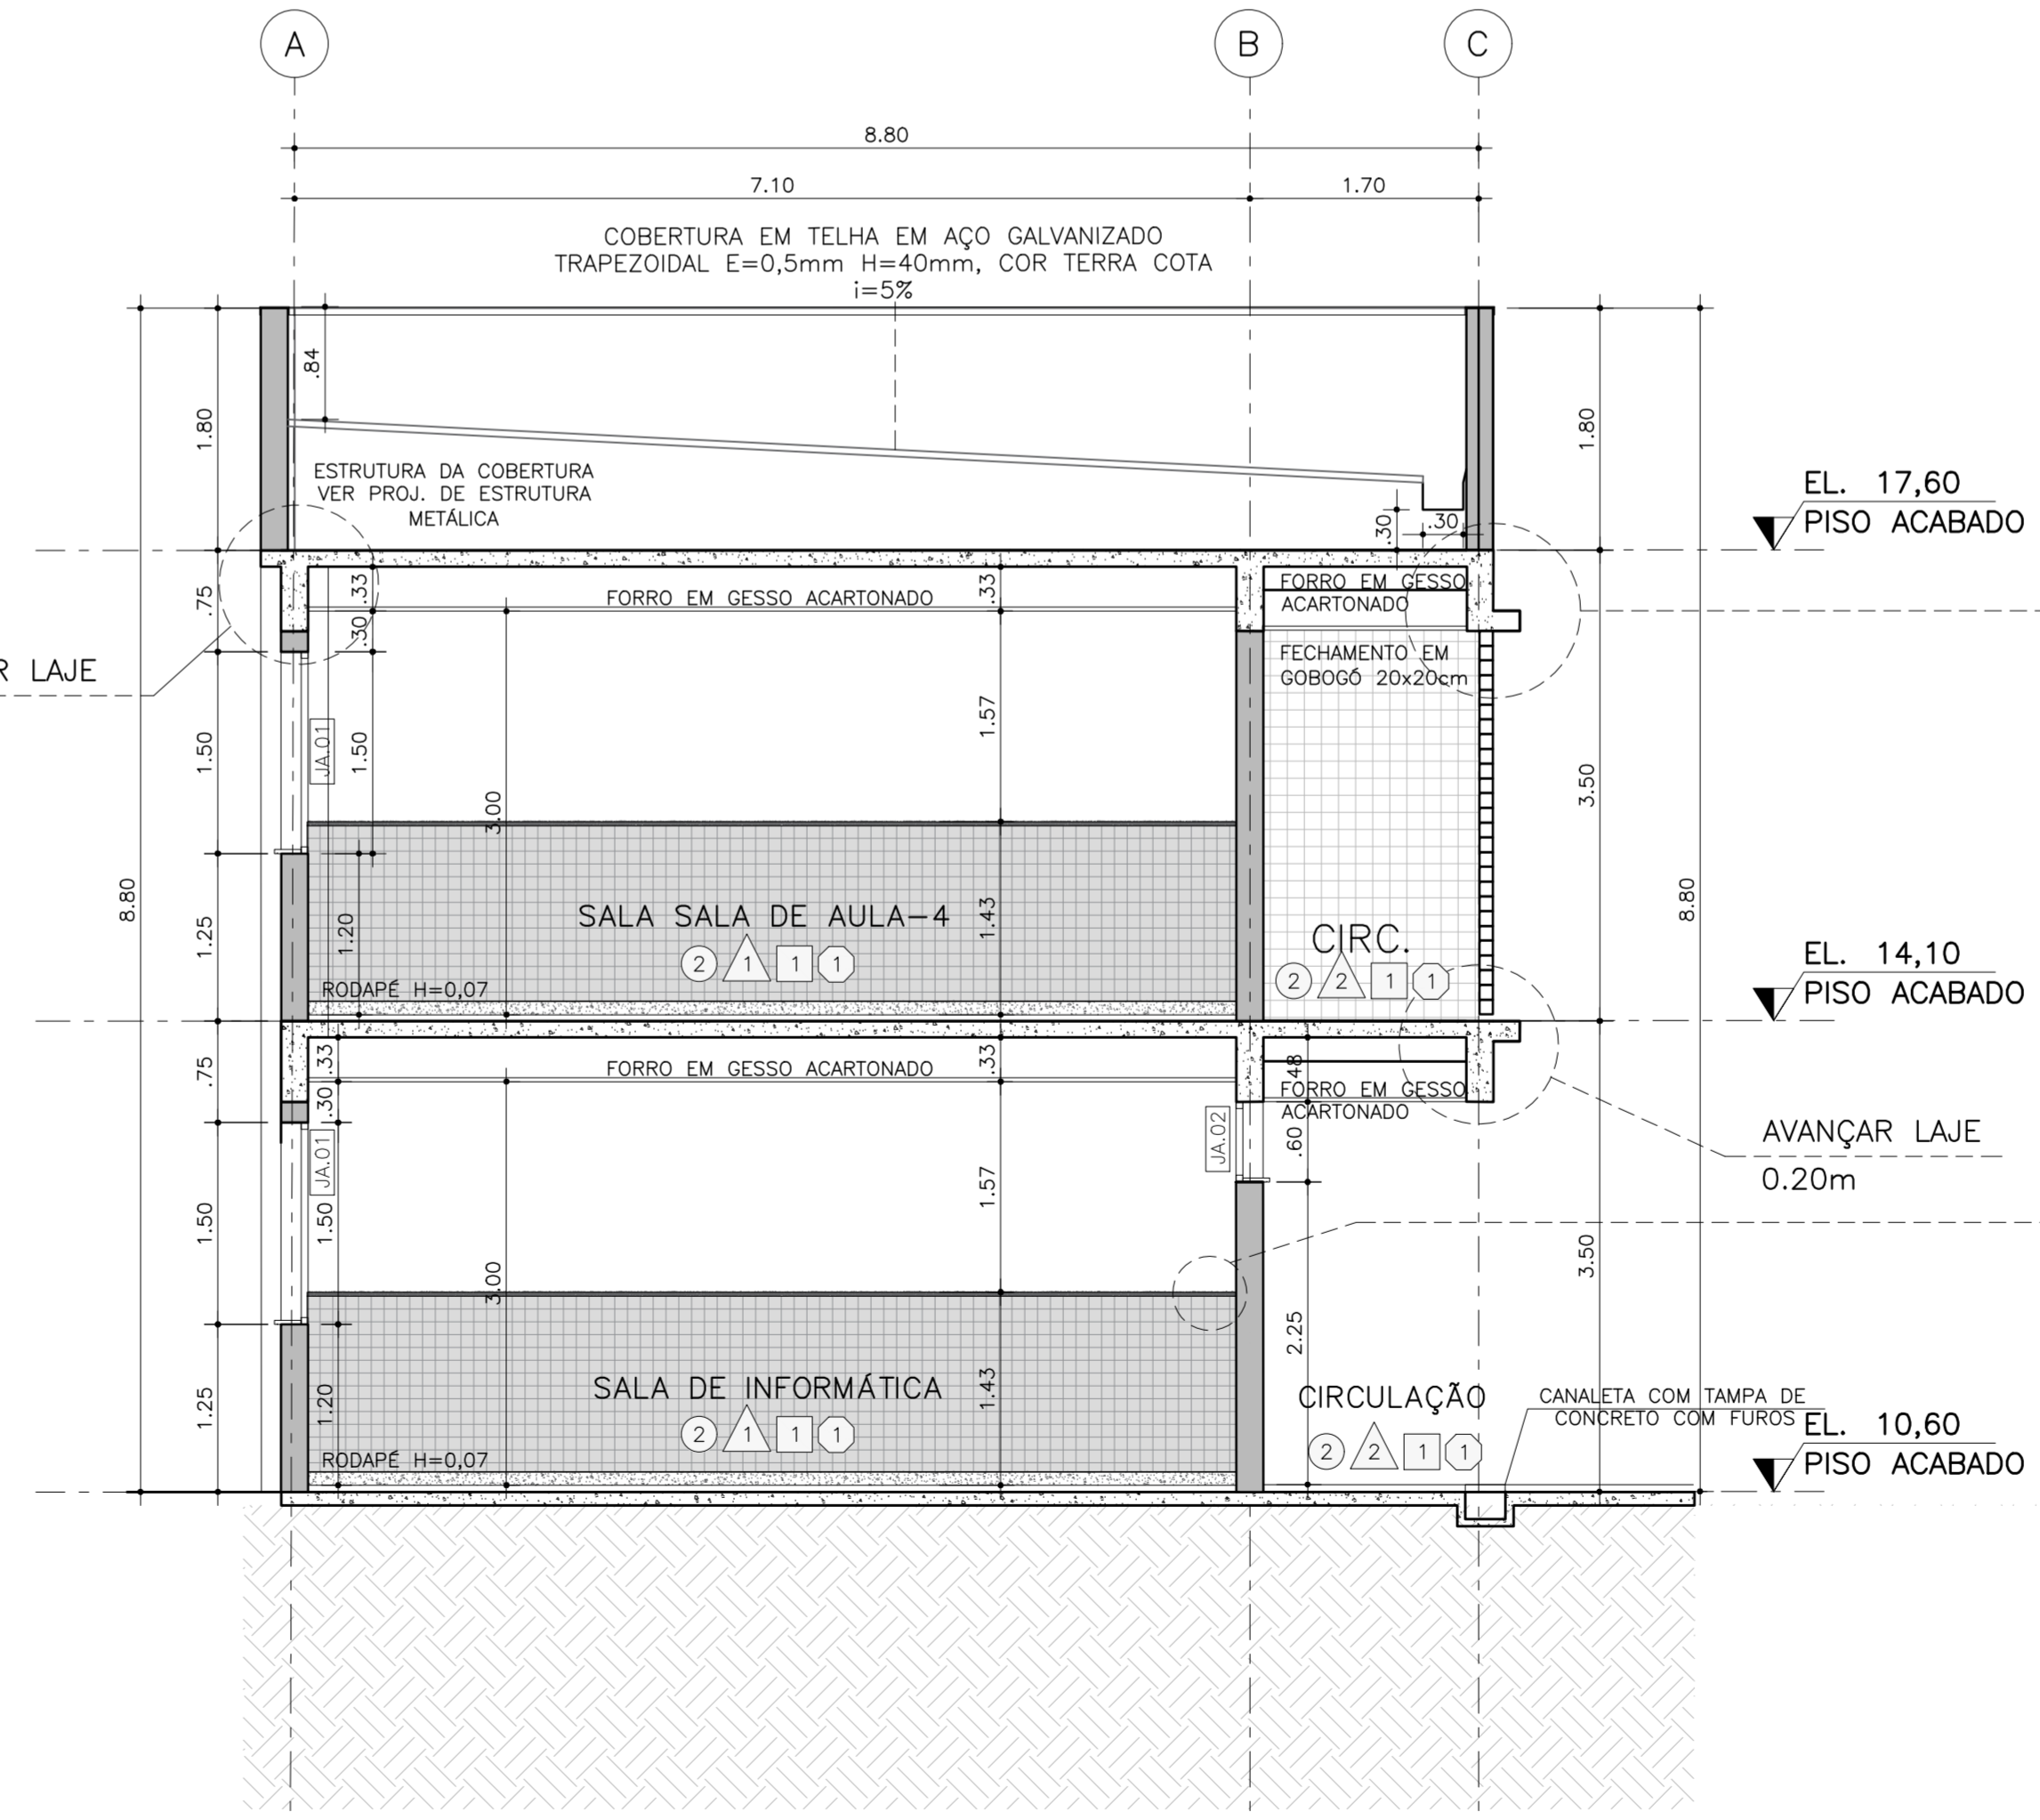 A
B
C
8.80
7.10
1.70
COBERTURA EM TELHA EM AÇO GALVANIZADO
TRAPEZOIDAL E=0,5mm H=40mm, COR TERRA COTA
i=5%
.84
1.80
1.80
ESTRUTURA DA COBERTURA
VER PROJ. DE ESTRUTURA
METÁLICA
EL. 17,60
PISO ACABADO
.30
.30
.75
.33
.30
FORRO EM GESSO ACARTONADO
.33
FORRO EM GESSO
ACARTONADO
R LAJE
FECHAMENTO EM
GOBOGÓ 20x20cm
1.50
JA.01
1.50
3.00
1.57
3.50
8.80
1.25
1.20
SALA SALA DE AULA-4
2 1 1 1
1.43
CIRC.
2 2 1 1
8.80
EL. 14,10
PISO ACABADO
RODAPÉ H=0,07
.75
.33
.30
FORRO EM GESSO ACARTONADO
.33
.48
FORRO EM GESSO
ACARTONADO
JA.01
JA.02
.60
AVANÇAR LAJE
0.20m
1.50
1.50
1.57
3.00
3.50
2.25
1.25
1.20
SALA DE INFORMÁTICA
2 1 1 1
1.43
CIRCULAÇÃO
2 2 1 1
CANALETA COM TAMPA DE
CONCRETO COM FUROS
EL. 10,60
PISO ACABADO
RODAPÉ H=0,07